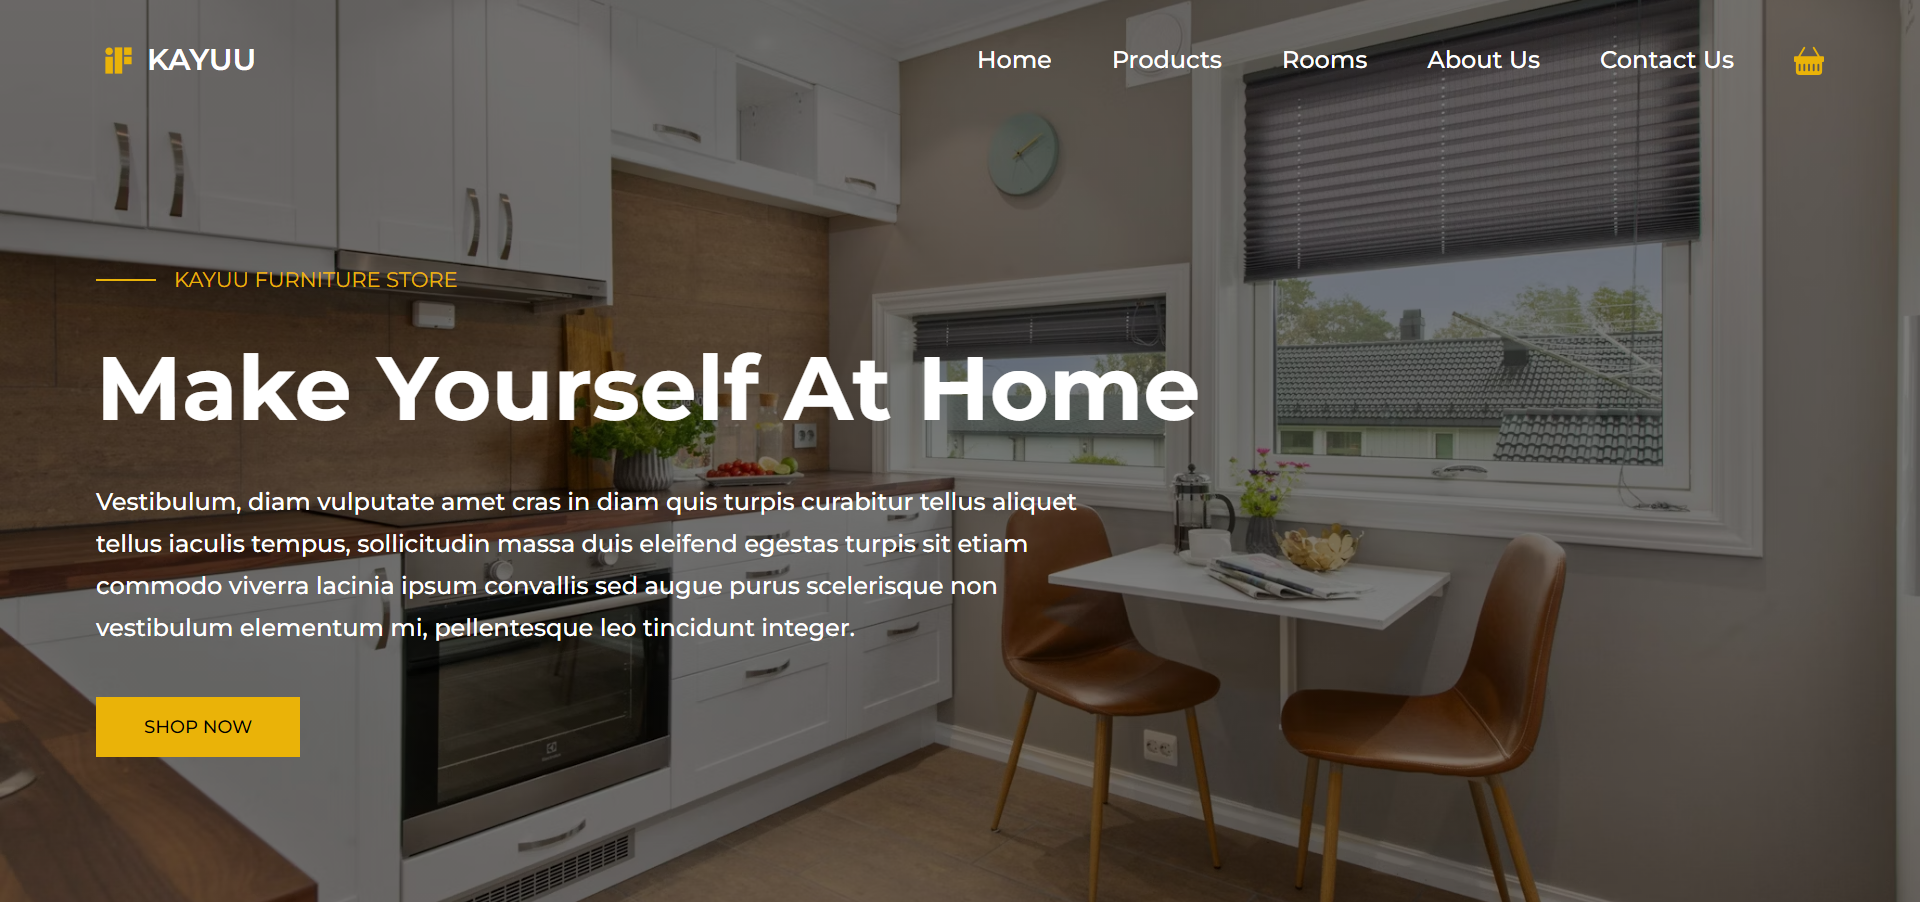 KAYUU
Home
Products
Rooms
About Us
Contact Us
KAYUU FURNITURE STORE
Make Yourself At Home
Vestibulum, diam vulputate amet cras in diam quis turpis curabitur tellus aliquet
tellus iaculis tempus, sollicitudin massa duis eleifend egestas turpis sit etiam
commodo viverra lacinia ipsum convallis sed augue purus scelerisque non
vestibulum elementum mi, pellentesque leo tincidunt integer.
SHOP NOW